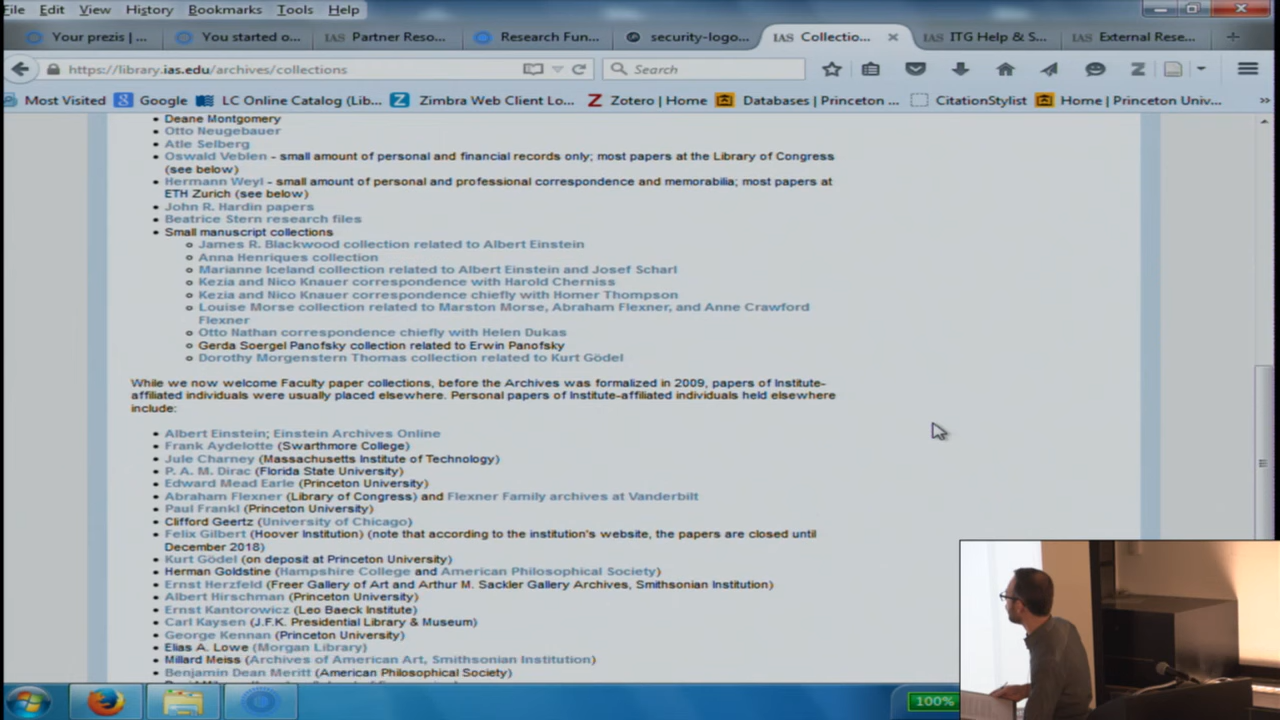 File Edit View History Bookmarks Tools Help
Your prezis | ... You started o... IAS Partner Reso... Research Fun... security-logo... IAS Collectio... IAS ITG Help & S... IAS External Rese...
https://library.ias.edu/archives/collections Search
Most Visited Google LC Online Catalog (Lib... Zimbra Web Client Lo... Zotero | Home Databases | Princeton ... CitationStylist Home | Princeton Univ...
Deane Montgomery
Otto Neugebauer
Atle Selberg
Oswald Veblen - small amount of personal and financial records only; most papers at the Library of Congress
(see below)
Hermann Weyl - small amount of personal and professional correspondence and memorabilia; most papers at
ETH Zurich (see below)
John R. Hardin papers
Beatrice Stern research files
Small manuscript collections
James R. Blackwood collection related to Albert Einstein
Anna Henriques collection
Marianne Iceland collection related to Albert Einstein and Josef Scharl
Kezia and Nico Knauer correspondence with Harold Cherniss
Kezia and Nico Knauer correspondence chiefly with Homer Thompson
Louise Morse collection related to Marston Morse, Abraham Flexner, and Anne Crawford
Flexner
Otto Nathan correspondence chiefly with Helen Dukas
Gerda Soergel Panofsky collection related to Erwin Panofsky
Dorothy Morgenstern Thomas collection related to Kurt Gödel
While we now welcome Faculty paper collections, before the Archives was formalized in 2009, papers of Institute-
affiliated individuals were usually placed elsewhere. Personal papers of Institute-affiliated individuals held elsewhere
include:
Albert Einstein; Einstein Archives Online
Frank Aydelotte (Swarthmore College)
Jule Charney (Massachusetts Institute of Technology)
P. A. M. Dirac (Florida State University)
Edward Mead Earle (Princeton University)
Abraham Flexner (Library of Congress) and Flexner Family archives at Vanderbilt
Paul Frankl (Princeton University)
Clifford Geertz (University of Chicago)
Felix Gilbert (Hoover Institution) (note that according to the institution's website, the papers are closed until
December 2018)
Kurt Gödel (on deposit at Princeton University)
Herman Goldstine (Hampshire College and American Philosophical Society)
Ernst Herzfeld (Freer Gallery of Art and Arthur M. Sackler Gallery Archives, Smithsonian Institution)
Albert Hirschman (Princeton University)
Ernst Kantorowicz (Leo Baeck Institute)
Carl Kaysen (J.F.K. Presidential Library & Museum)
George Kennan (Princeton University)
Elias A. Lowe (Morgan Library)
Millard Meiss (Archives of American Art, Smithsonian Institution)
Benjamin Dean Meritt (American Philosophical Society)
100%